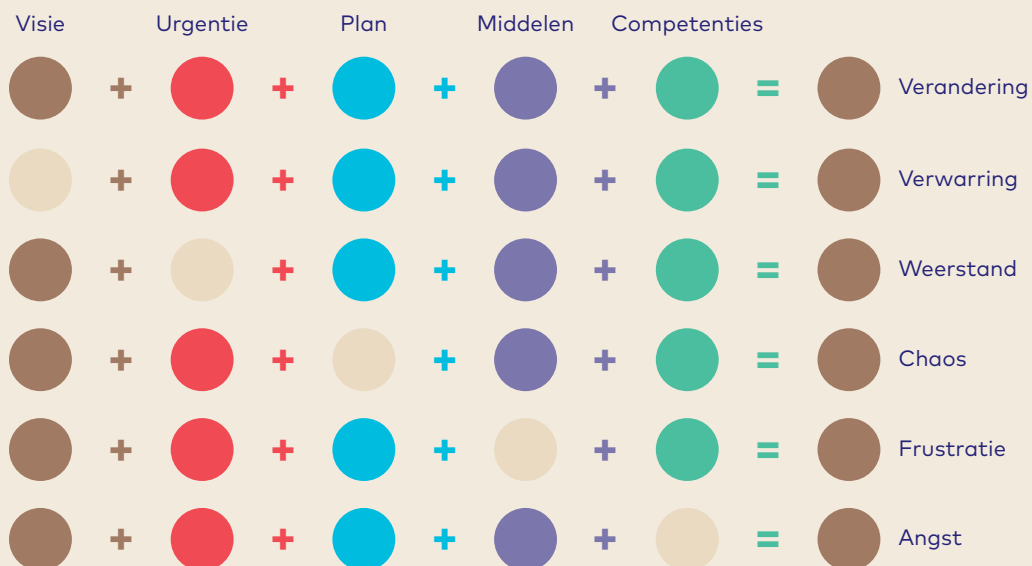 Visie Urgentie Plan Middelen Competenties
+ + + + = Verandering
+ + + + = Verwarring
+ + + + = Weerstand
+ + + + = Chaos
+ + + + = Frustratie
+ + + + = Angst